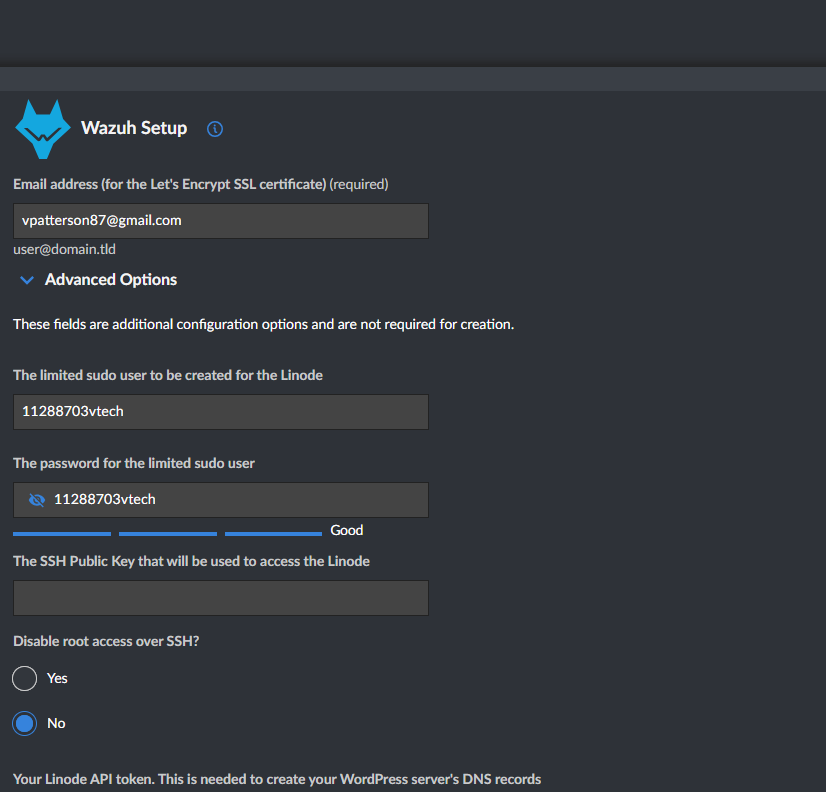 Wazuh Setup
Email address (for the Let's Encrypt SSL certificate) (required)
vpatterson87@gmail.com
user@domain.tld
Advanced Options
These fields are additional configuration options and are not required for creation.
The limited sudo user to be created for the Linode
11288703vtech
The password for the limited sudo user
11288703vtech
Good
The SSH Public Key that will be used to access the Linode
Disable root access over SSH?
Yes
No
Your Linode API token. This is needed to create your WordPress server's DNS records